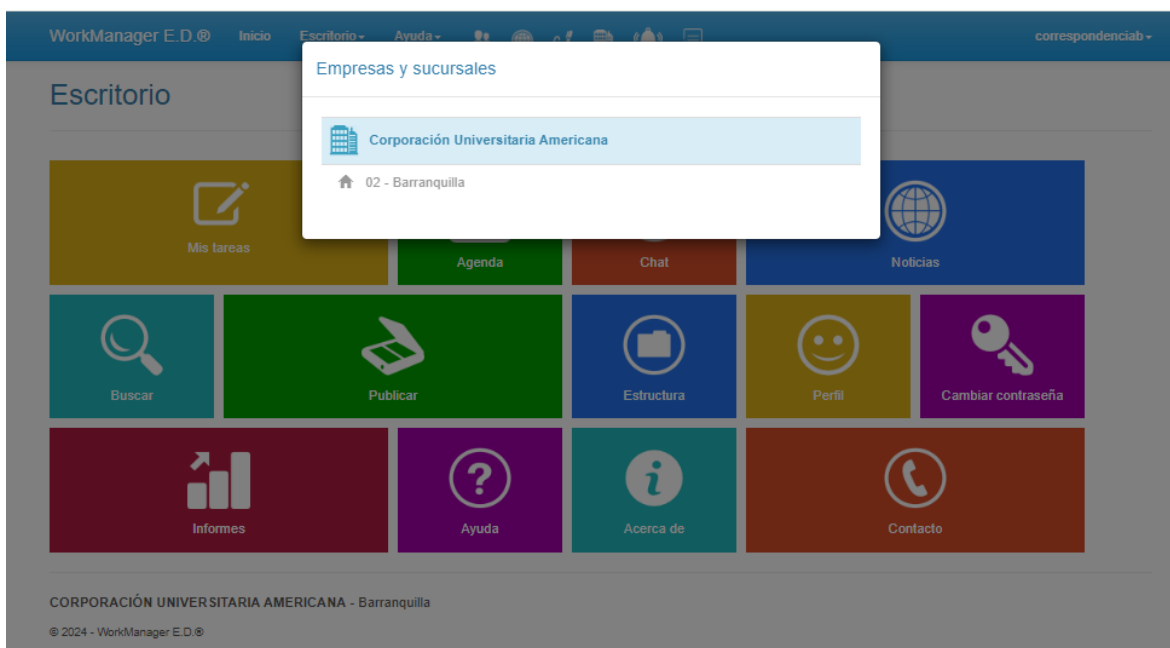 WorkManager E.D.® Inicio Escritorio Ayuda correspondenciab
Empresas y sucursales
Escritorio
Corporación Universitaria Americana
02 - Barranquilla
Mis tareas
Agenda
Chat
Noticias
Buscar
Publicar
Estructura
Perfil
Cambiar contraseña
Informes
Ayuda
Acerca de
Contacto
CORPORACIÓN UNIVERSITARIA AMERICANA - Barranquilla
© 2024 - WorkManager E.D.®